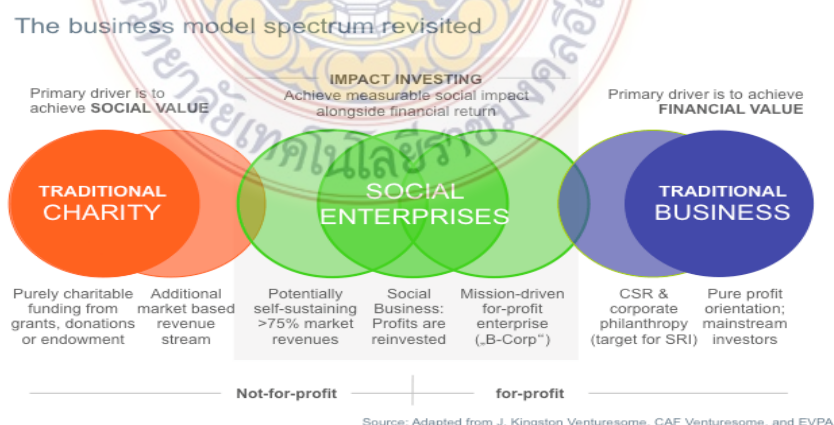 The business model spectrum revisited
Primary driver is to
achieve SOCIAL VALUE
IMPACT INVESTING
Achieve measurable social impact
alongside financial return
Primary driver is to achieve
FINANCIAL VALUE
TRADITIONAL
CHARITY
SOCIAL
ENTERPRISES
TRADITIONAL
BUSINESS
Purely charitable
funding from
grants, donations
or endowment
Additional
market based
revenue
stream
Potentially
self-sustaining
>75% market
revenues
Social
Business:
Profits are
reinvested
Mission-driven
for-profit
enterprise
(„B-Corp“)
CSR &
corporate
philanthropy
(target for SRI)
Pure profit
orientation;
mainstream
investors
Not-for-profit
for-profit
Source: Adapted from J. Kingston Venturesome, CAF Venturesome, and EVPA